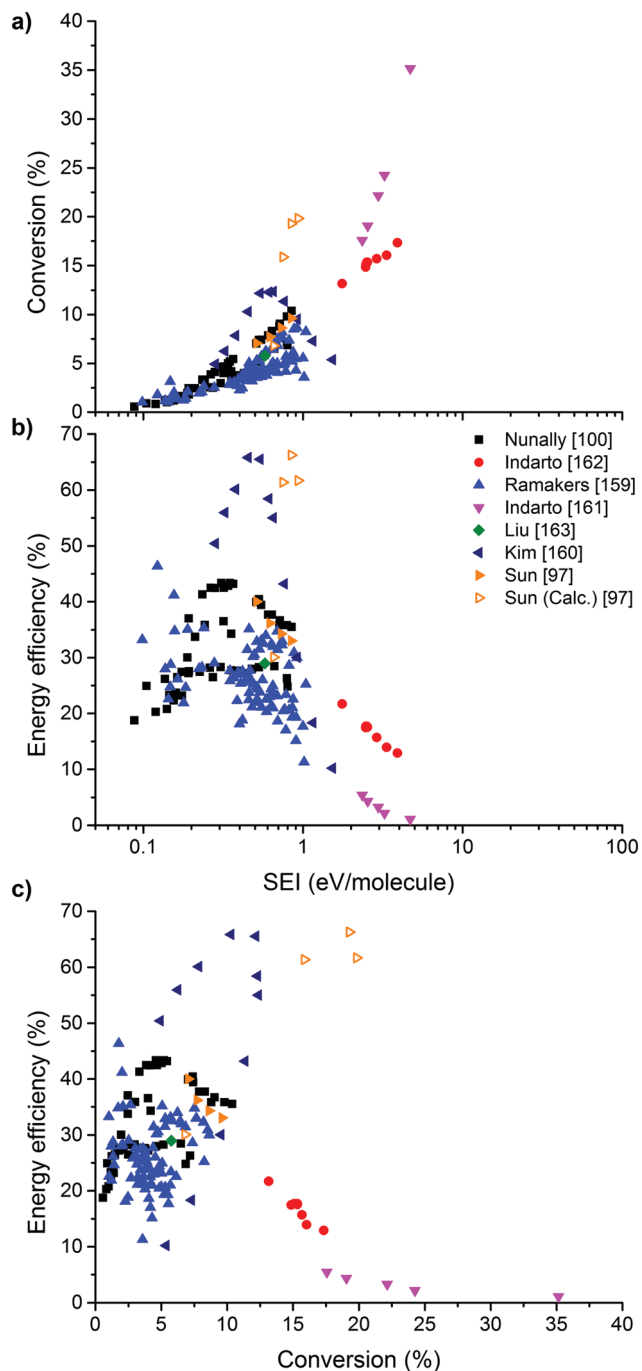 a)
40
35
30
25
20
15
10
5
0
Conversion (%)
b)
70
60
50
40
30
20
10
0
Energy efficiency (%)
Nunally [100]
Indarto [162]
Ramakers [159]
Indarto [161]
Liu [163]
Kim [160]
Sun [97]
Sun (Calc.) [97]
0.1 1 10 100
SEI (eV/molecule)
c)
70
60
50
40
30
20
10
0
Energy efficiency (%)
0 5 10 15 20 25 30 35 40
Conversion (%)